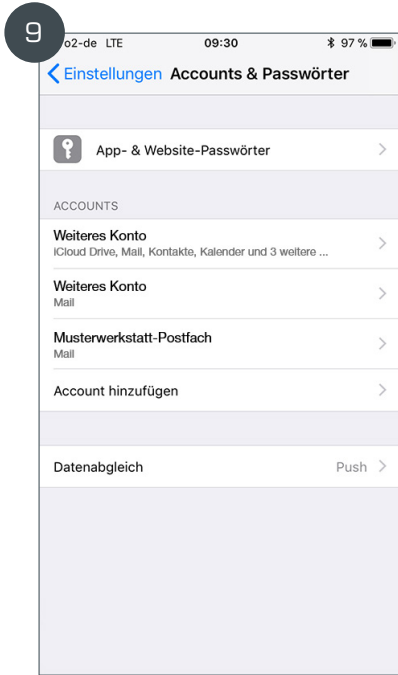 9
o2-de LTE 09:30 97 %
Einstellungen Accounts & Passwörter
App- & Website-Passwörter
ACCOUNTS
Weiteres Konto
iCloud Drive, Mail, Kontakte, Kalender und 3 weitere ...
Weiteres Konto
Mail
Musterwerkstatt-Postfach
Mail
Account hinzufügen
Datenabgleich Push